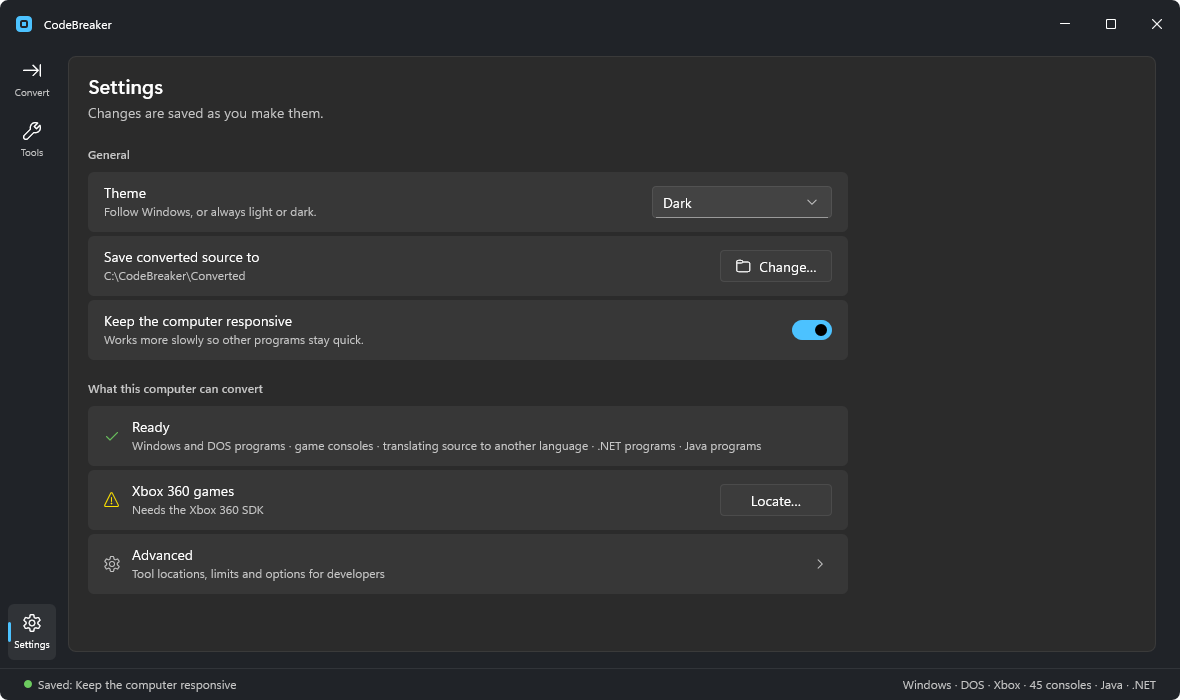 CodeBreaker
Convert
Tools
Settings
Changes are saved as you make them.
General
Theme
Follow Windows, or always light or dark.
Dark
Save converted source to
C:\CodeBreaker\Converted
Change...
Keep the computer responsive
Works more slowly so other programs stay quick.
What this computer can convert
Ready
Windows and DOS programs · game consoles · translating source to another language · .NET programs · Java programs
Xbox 360 games
Needs the Xbox 360 SDK
Locate...
Advanced
Tool locations, limits and options for developers
Settings
Saved: Keep the computer responsive
Windows · DOS · Xbox · 45 consoles · Java · .NET